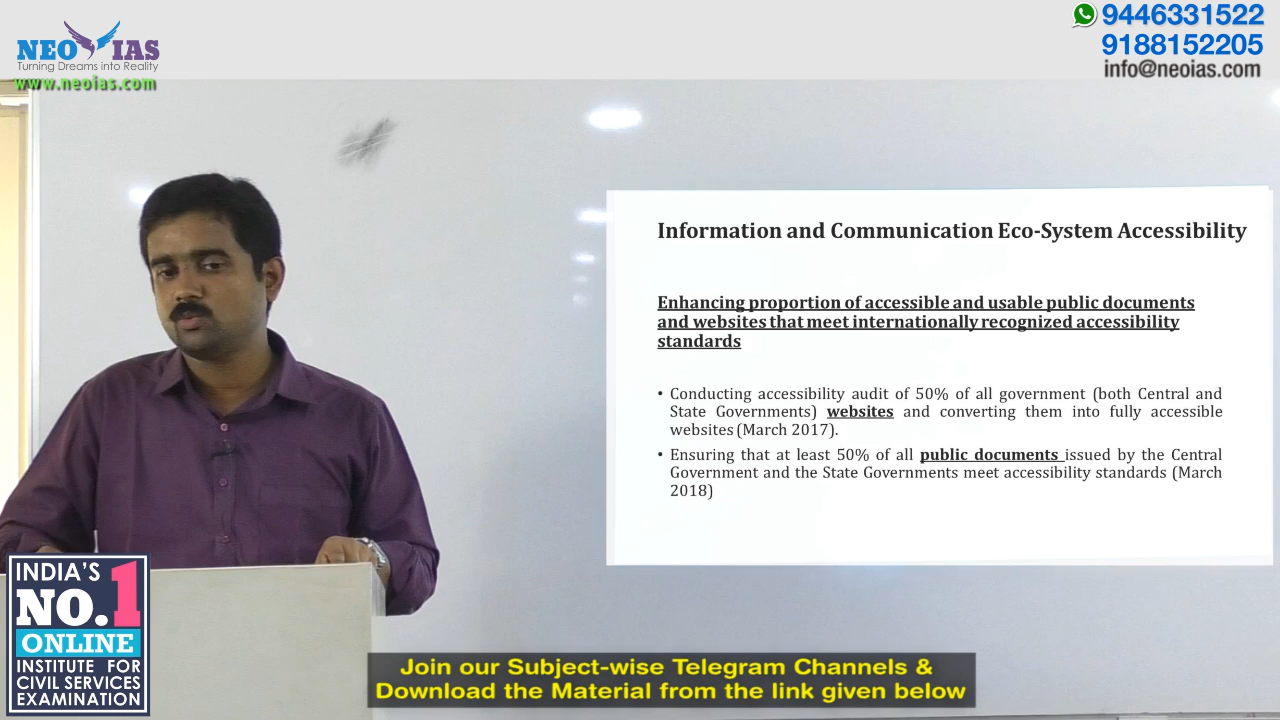 NEO IAS
Turning Dreams into Reality
www.neoias.com
9446331522
9188152205
info@neoias.com
Information and Communication Eco-System Accessibility
Enhancing proportion of accessible and usable public documents
and websites that meet internationally recognized accessibility
standards
• Conducting accessibility audit of 50% of all government (both Central and
State Governments) websites and converting them into fully accessible
websites (March 2017).
• Ensuring that at least 50% of all public documents issued by the Central
Government and the State Governments meet accessibility standards (March
2018)
INDIA'S
NO.1
ONLINE
INSTITUTE FOR
CIVIL SERVICES
EXAMINATION
Join our Subject-wise Telegram Channels &
Download the Material from the link given below